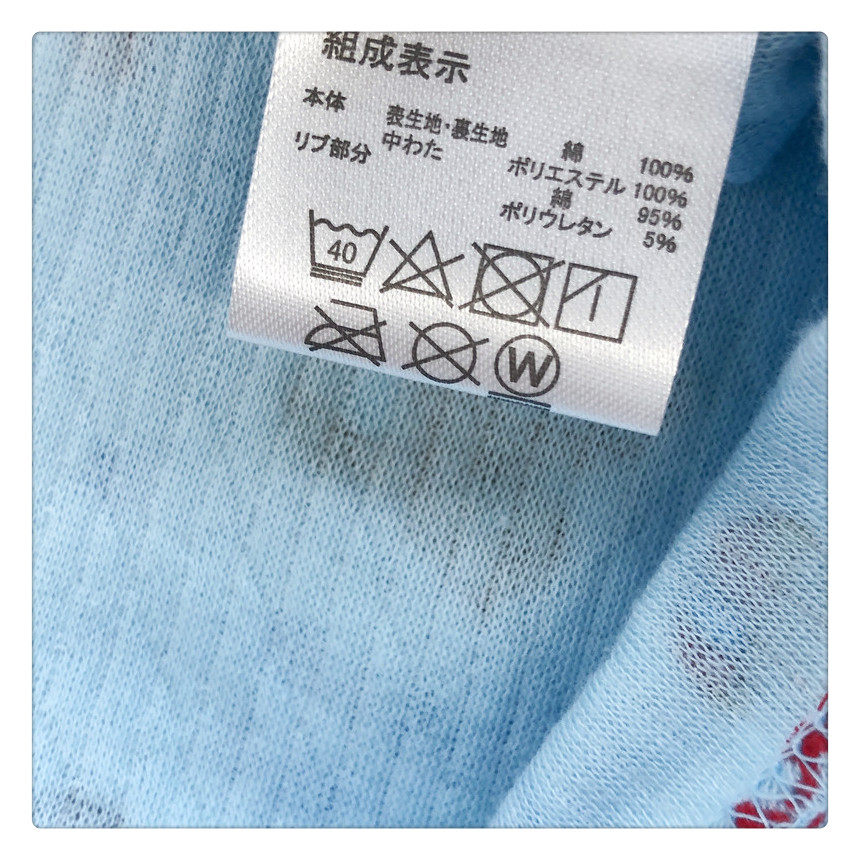 組成表示
本体 表生地・裏生地 綿 100%
中わた ポリエステル 100%
リブ部分 綿 95%
ポリウレタン 5%
40
W